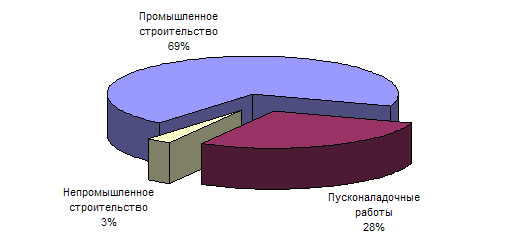 Промышленное
строительство
69%
Непромышленное
строительство
3%
Пусконаладочные
работы
28%